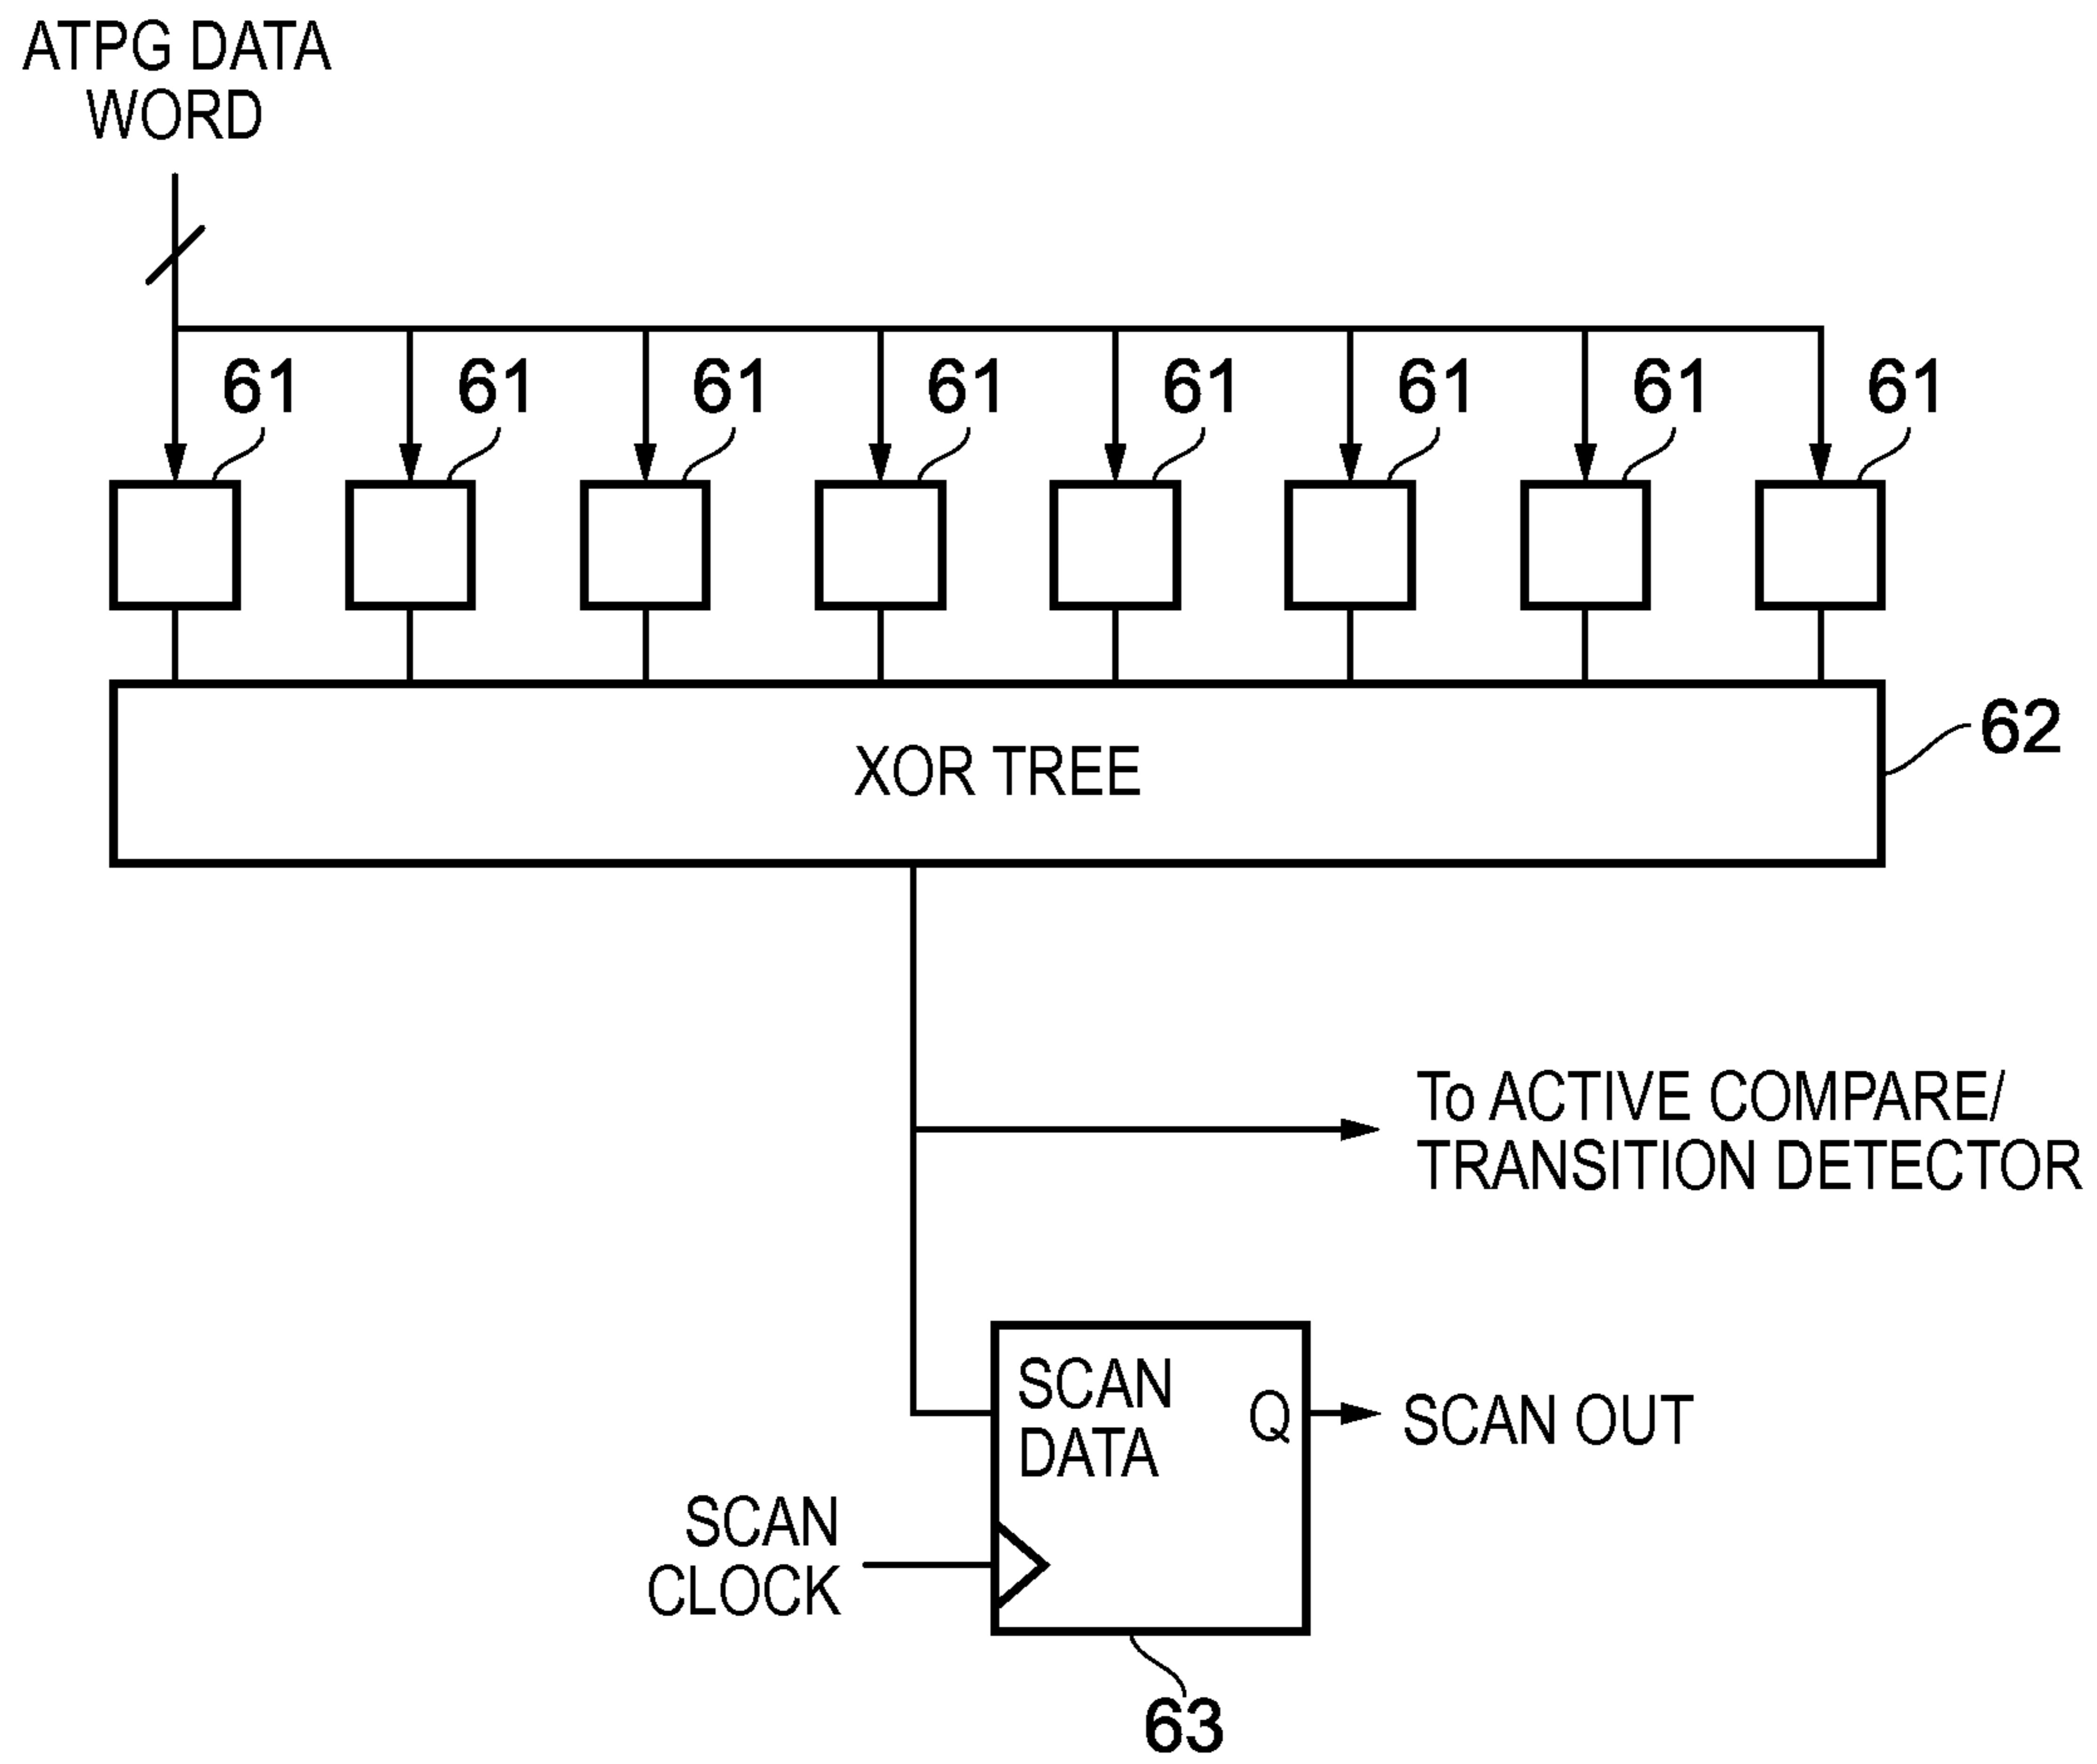 ATPG DATA
WORD
61 61 61 61 61 61 61 61
XOR TREE
62
To ACTIVE COMPARE/
TRANSITION DETECTOR
SCAN
DATA
Q
SCAN OUT
SCAN
CLOCK
63